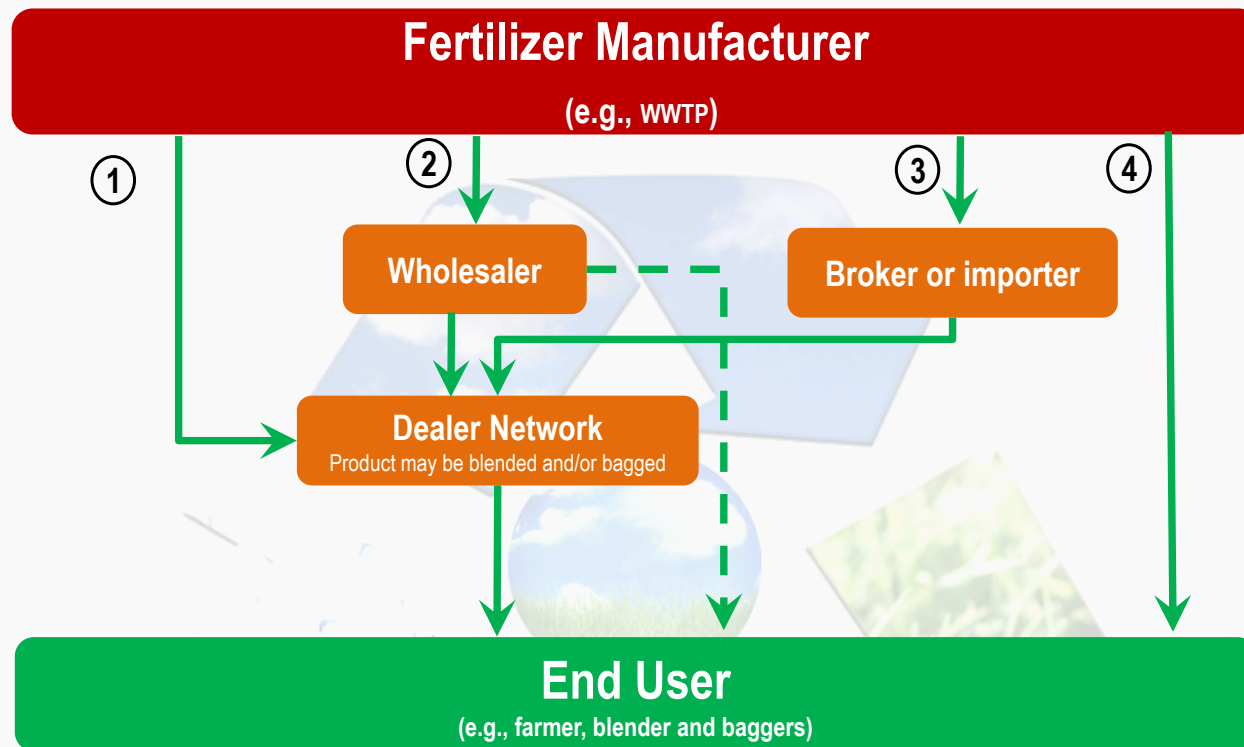 Fertilizer Manufacturer
(e.g., WWTP)
1
2
3
4
Wholesaler
Broker or importer
Dealer Network
Product may be blended and/or bagged
End User
(e.g., farmer, blender and baggers)